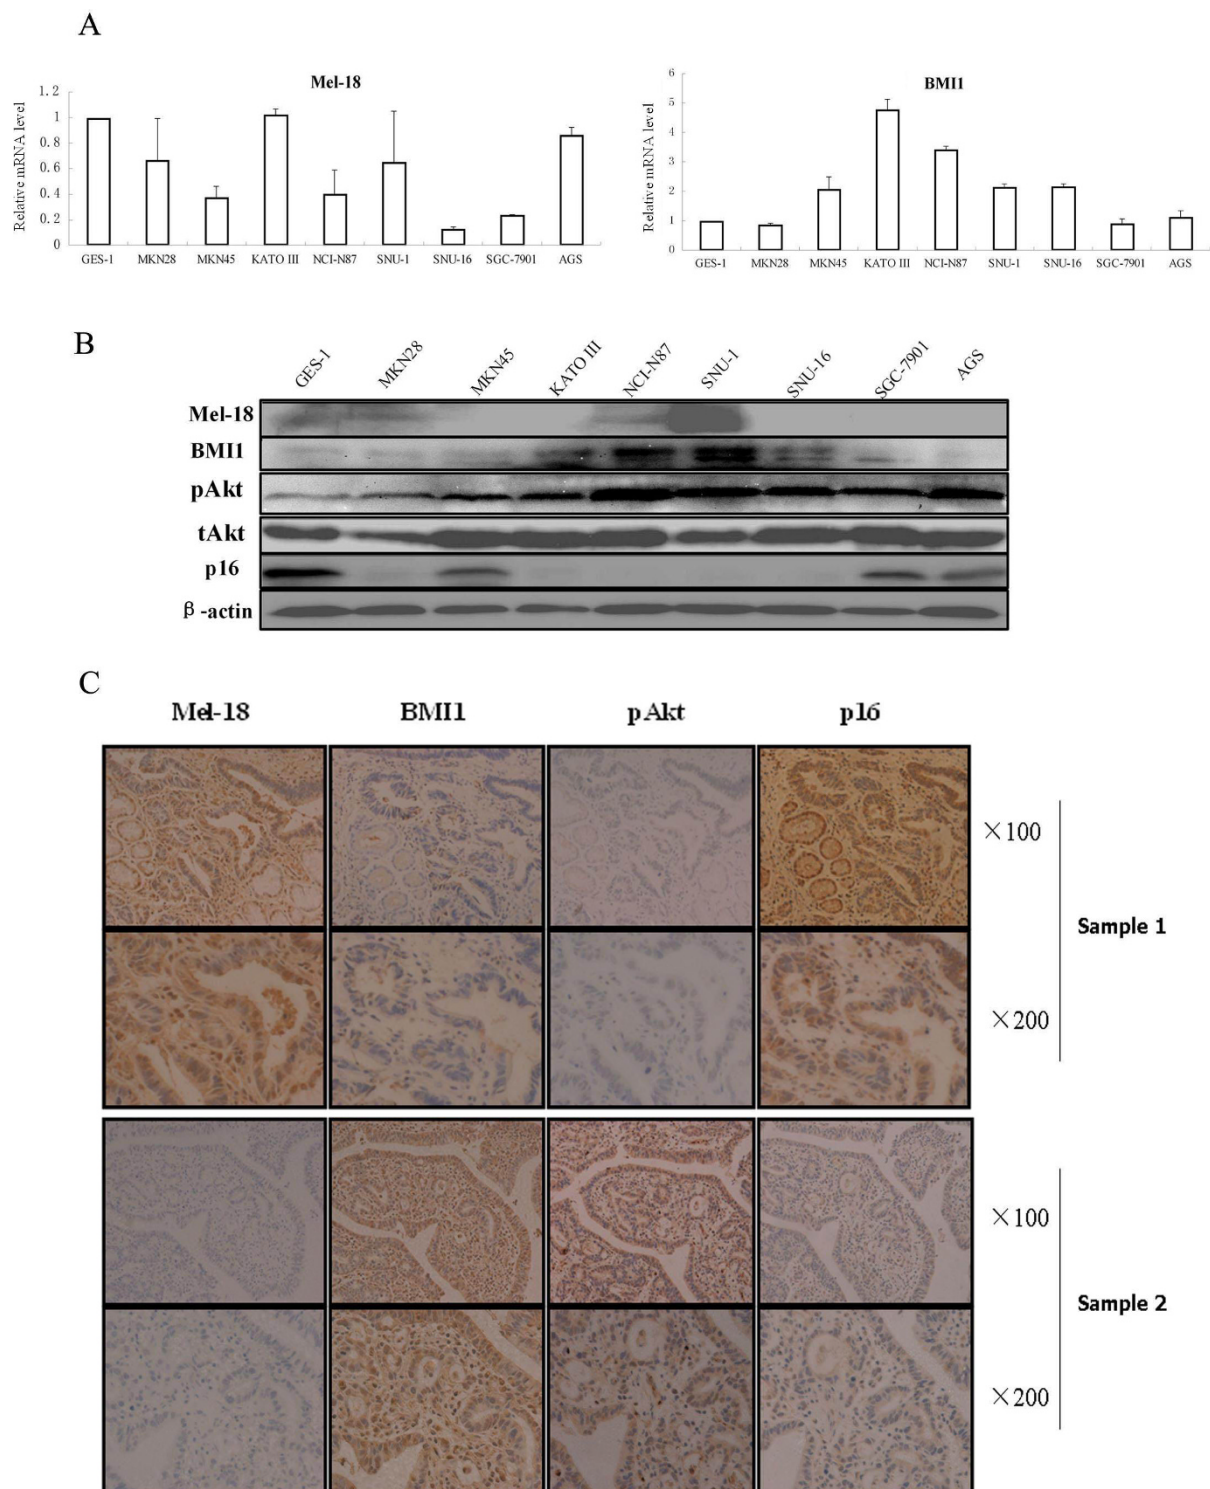 A
Mel-18
Relative mRNA level
1.2
1
0.8
0.6
0.4
0.2
0
GES-1 MKN28 MKN45 KATO III NCI-N87 SNU-1 SNU-16 SGC-7901 AGS
BMI1
Relative mRNA level
6
5
4
3
2
1
0
GES-1 MKN28 MKN45 KATO III NCI-N87 SNU-1 SNU-16 SGC-7901 AGS
B
GES-1 MKN28 MKN45 KATO III NCI-N87 SNU-1 SNU-16 SGC-7901 AGS
Mel-18
BMI1
pAkt
tAkt
p16
β-actin
C
Mel-18 BMI1 pAkt p16
×100
Sample 1
×200
×100
Sample 2
×200